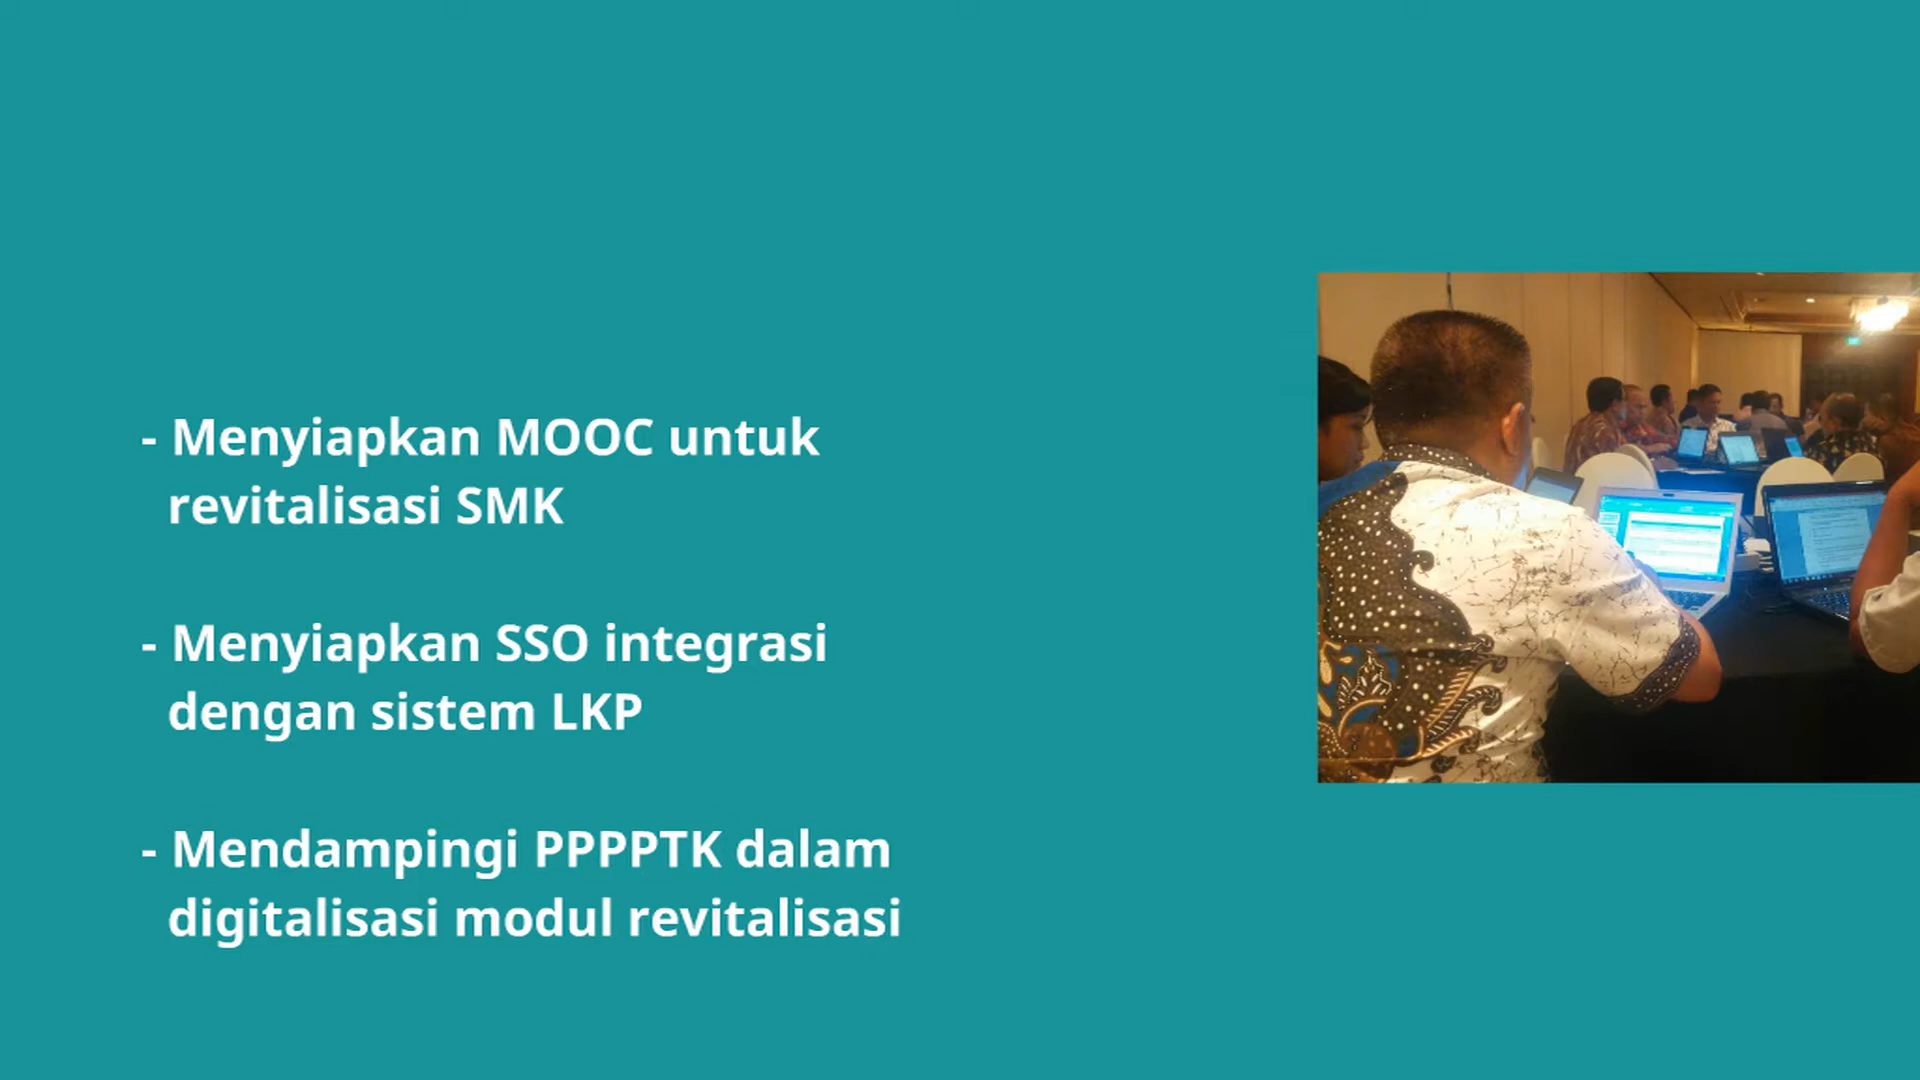 - Menyiapkan MOOC untuk
revitalisasi SMK
- Menyiapkan SSO integrasi
dengan sistem LKP
- Mendampingi PPPPTK dalam
digitalisasi modul revitalisasi